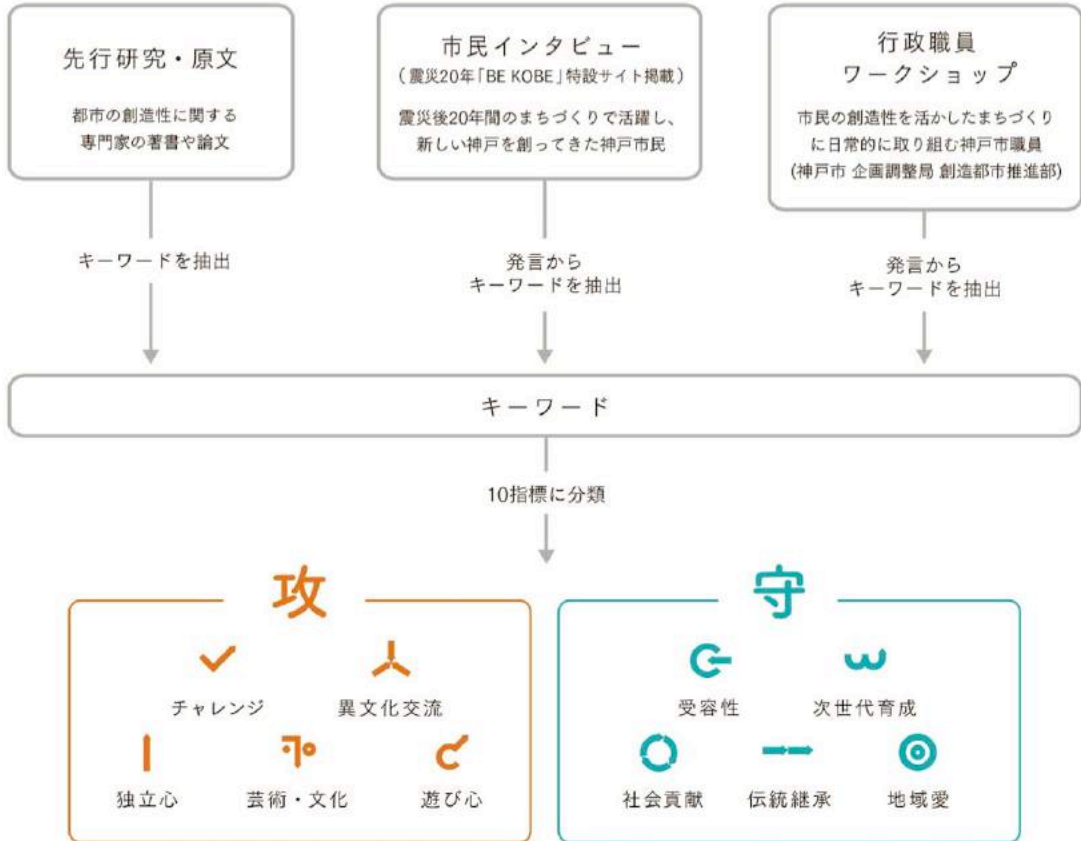 先行研究・原文
都市の創造性に関する
専門家の著書や論文
市民インタビュー
(震災20年「BE KOBE」特設サイト掲載)
震災後20年間のまちづくりで活躍し、
新しい神戸を創ってきた神戸市民
行政職員
ワークショップ
市民の創造性を活かしたまちづくり
に日常的に取り組む神戸市職員
(神戸市 企画調整局 創造都市推進部)
キーワードを抽出
発言から
キーワードを抽出
発言から
キーワードを抽出
キーワード
10指標に分類
攻
チャレンジ
異文化交流
独立心
芸術・文化
遊び心
守
受容性
次世代育成
社会貢献
伝統継承
地域愛